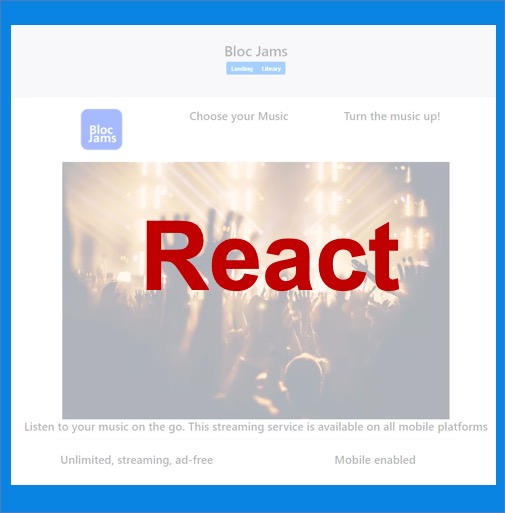 Bloc Jams
Landing Library
Bloc
Jams
Choose your Music
Turn the music up!
React
Listen to your music on the go. This streaming service is available on all mobile platforms
Unlimited, streaming, ad-free
Mobile enabled